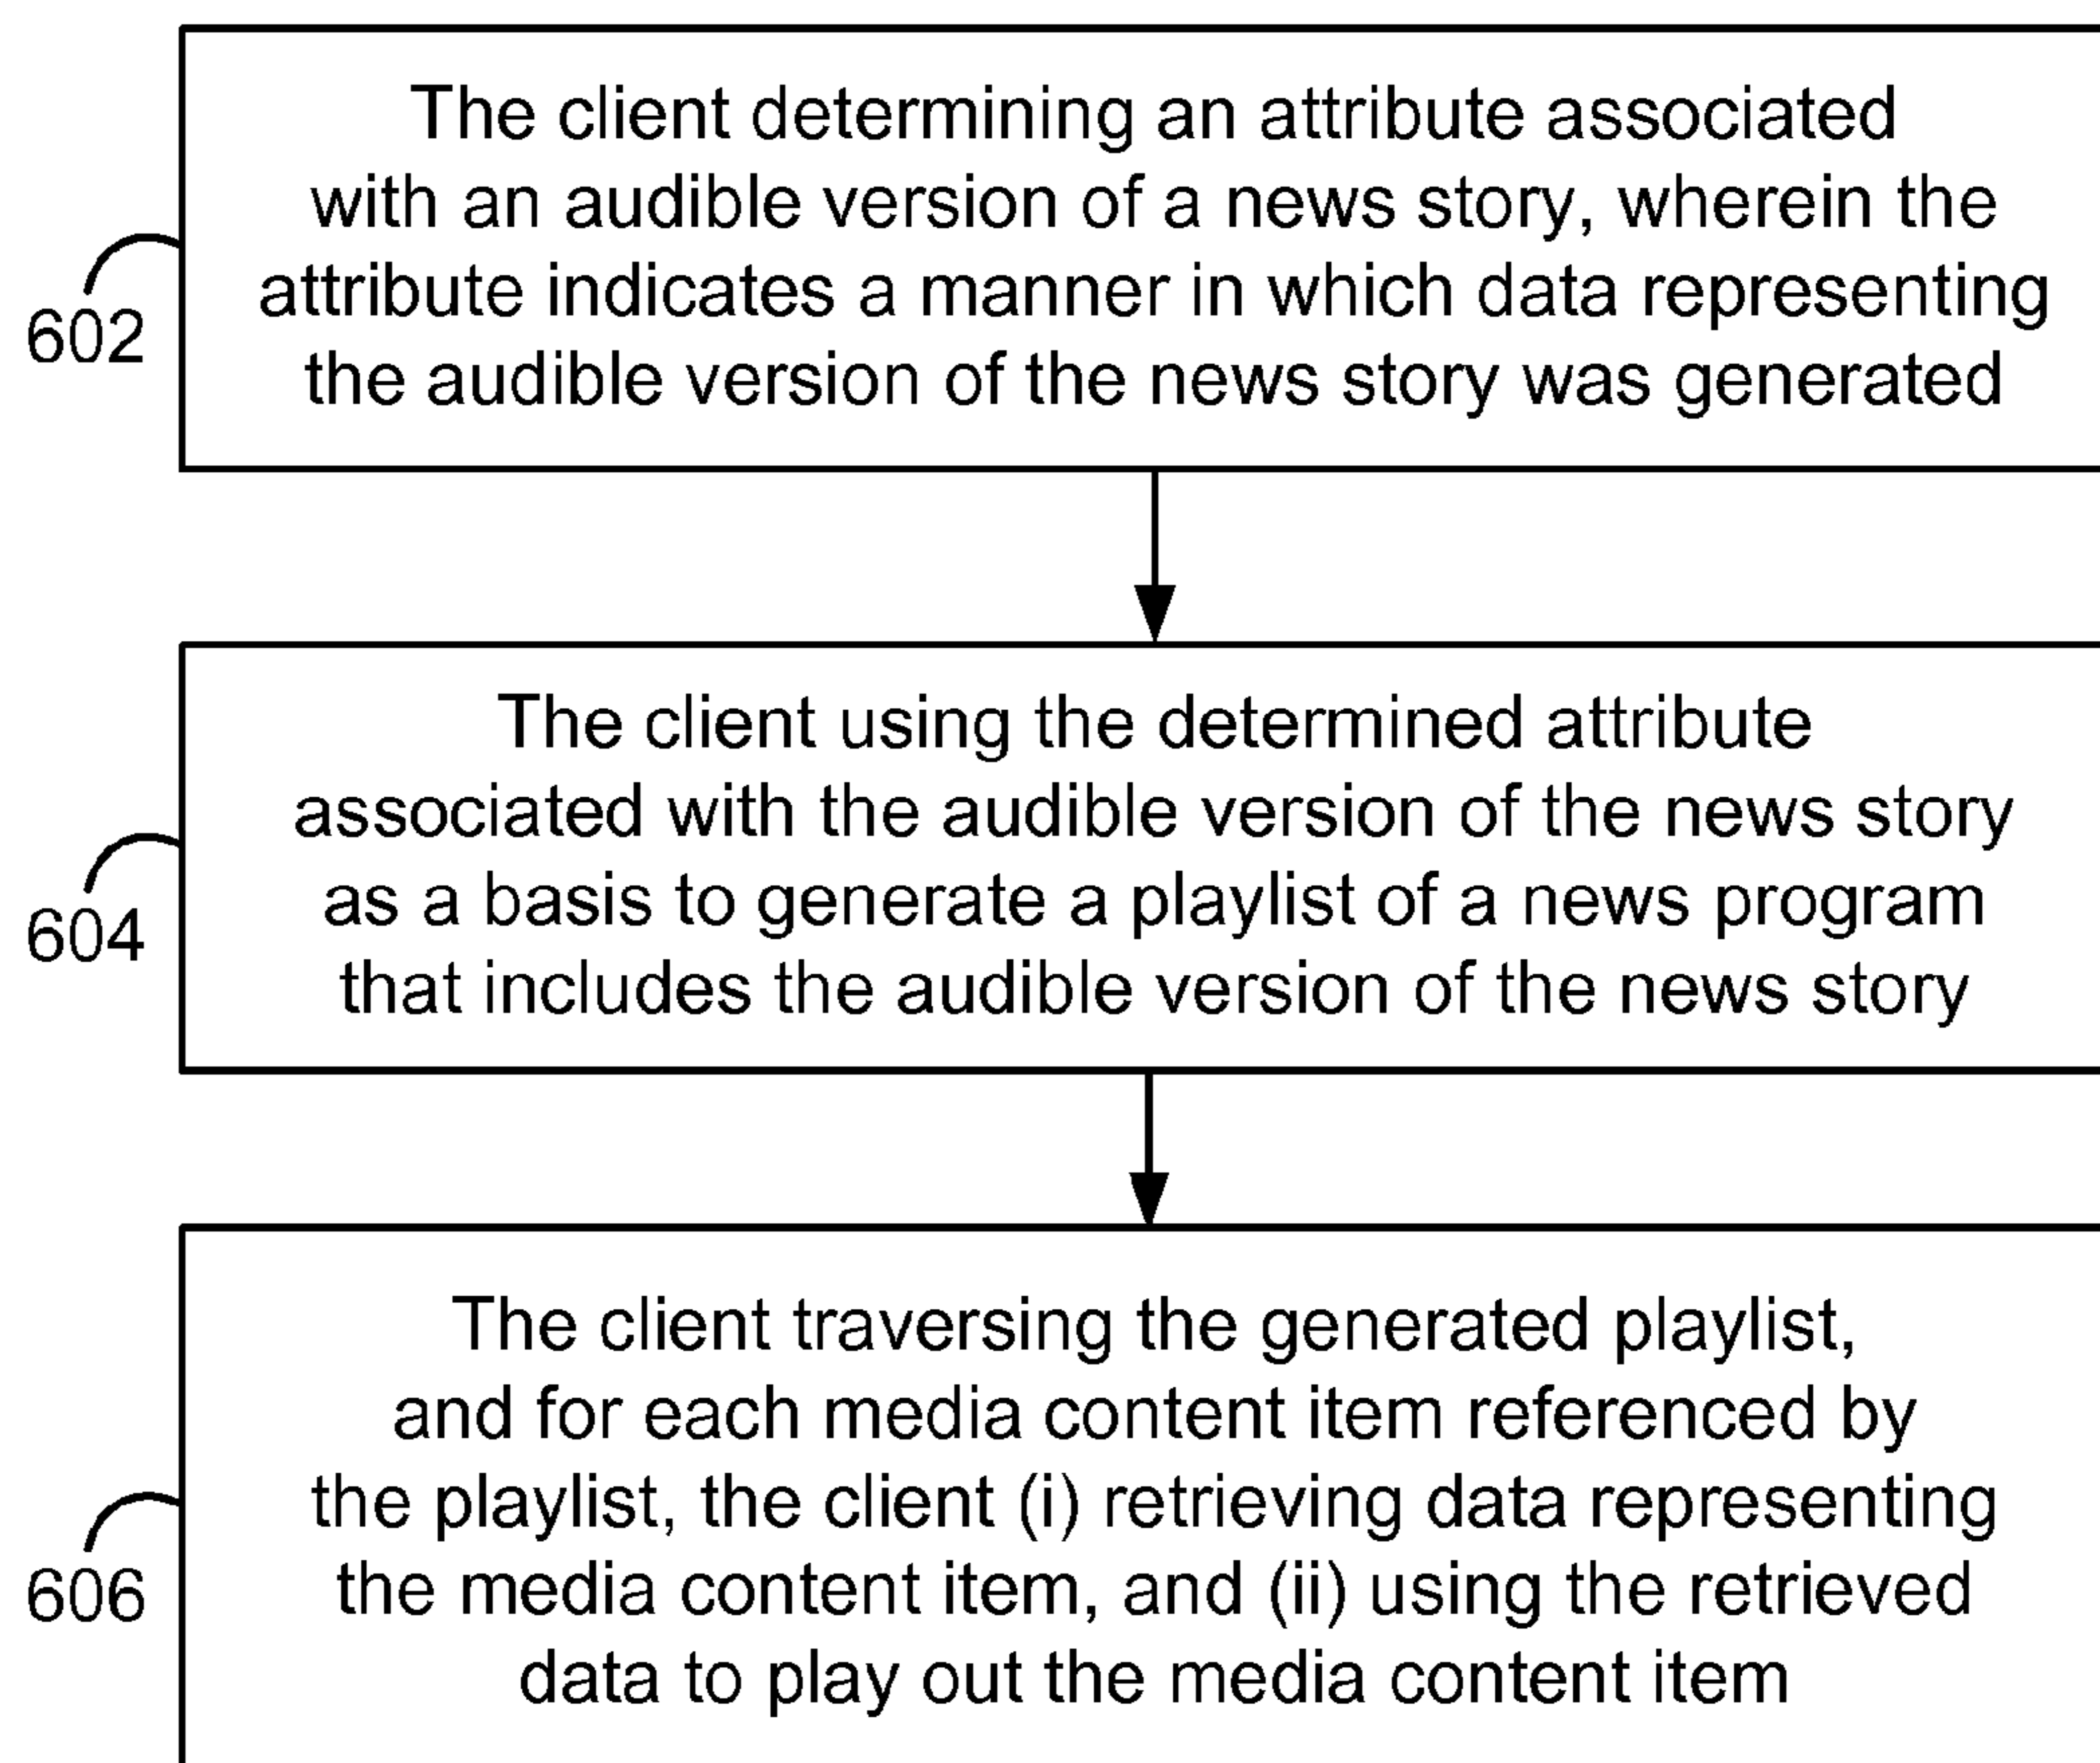 The client determining an attribute associated
with an audible version of a news story, wherein the
attribute indicates a manner in which data representing
the audible version of the news story was generated
602
The client using the determined attribute
associated with the audible version of the news story
as a basis to generate a playlist of a news program
that includes the audible version of the news story
604
The client traversing the generated playlist,
and for each media content item referenced by
the playlist, the client (i) retrieving data representing
the media content item, and (ii) using the retrieved
data to play out the media content item
606